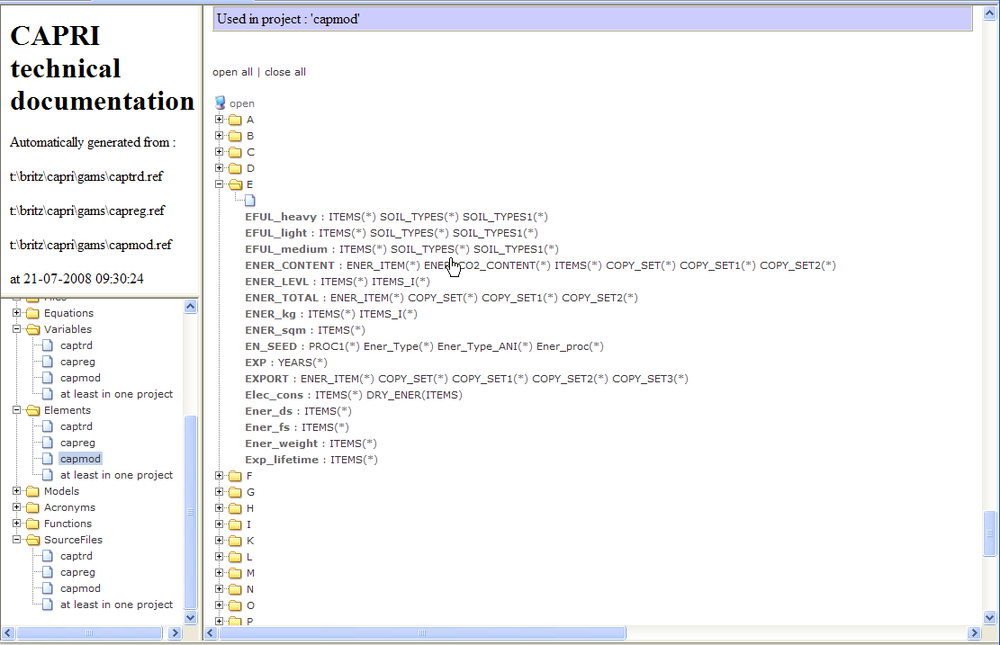 CAPRI
technical
documentation
Automatically generated from :
t:\britz\capri\gams\captrd.ref
t:\britz\capri\gams\capreg.ref
t:\britz\capri\gams\capmod.ref
at 21-07-2008 09:30:24
Equations
Variables
captrd
capreg
capmod
at least in one project
Elements
captrd
capreg
capmod
at least in one project
Models
Acronyms
Functions
SourceFiles
captrd
capreg
capmod
at least in one project
Used in project : 'capmod'
open all | close all
open
A
B
C
D
E
EFUL_heavy : ITEMS(*) SOIL_TYPES(*) SOIL_TYPES1(*)
EFUL_light : ITEMS(*) SOIL_TYPES(*) SOIL_TYPES1(*)
EFUL_medium : ITEMS(*) SOIL_TYPES(*) SOIL_TYPES1(*)
ENER_CONTENT : ENER_ITEM(*) ENER_CO2_CONTENT(*) ITEMS(*) COPY_SET(*) COPY_SET1(*) COPY_SET2(*)
ENER_LEVL : ITEMS(*) ITEMS_I(*)
ENER_TOTAL : ENER_ITEM(*) COPY_SET(*) COPY_SET1(*) COPY_SET2(*)
ENER_kg : ITEMS(*) ITEMS_I(*)
ENER_sqm : ITEMS(*)
EN_SEED : PROC1(*) Ener_Type(*) Ener_Type_ANI(*) Ener_proc(*)
EXP : YEARS(*)
EXPORT : ENER_ITEM(*) COPY_SET(*) COPY_SET1(*) COPY_SET2(*) COPY_SET3(*)
Elec_cons : ITEMS(*) DRY_ENER(ITEMS)
Ener_ds : ITEMS(*)
Ener_fs : ITEMS(*)
Ener_weight : ITEMS(*)
Exp_lifetime : ITEMS(*)
F
G
H
I
K
L
M
N
O
P